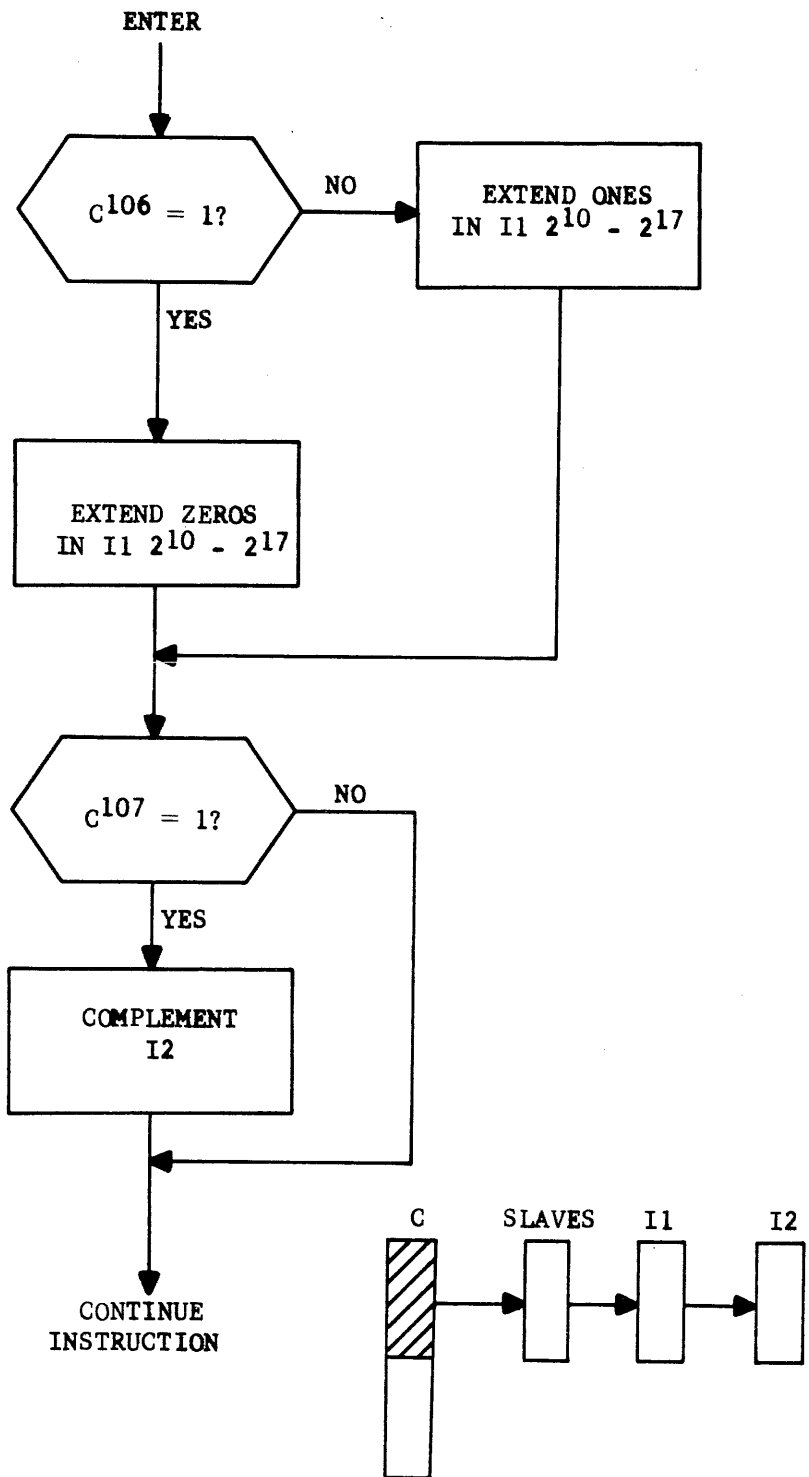 ENTER
C106 = 1?
NO
EXTEND ONES
IN I1 2^10 - 2^17
YES
EXTEND ZEROS
IN I1 2^10 - 2^17
C107 = 1?
NO
YES
COMPLEMENT
I2
C SLAVES I1 I2
CONTINUE
INSTRUCTION